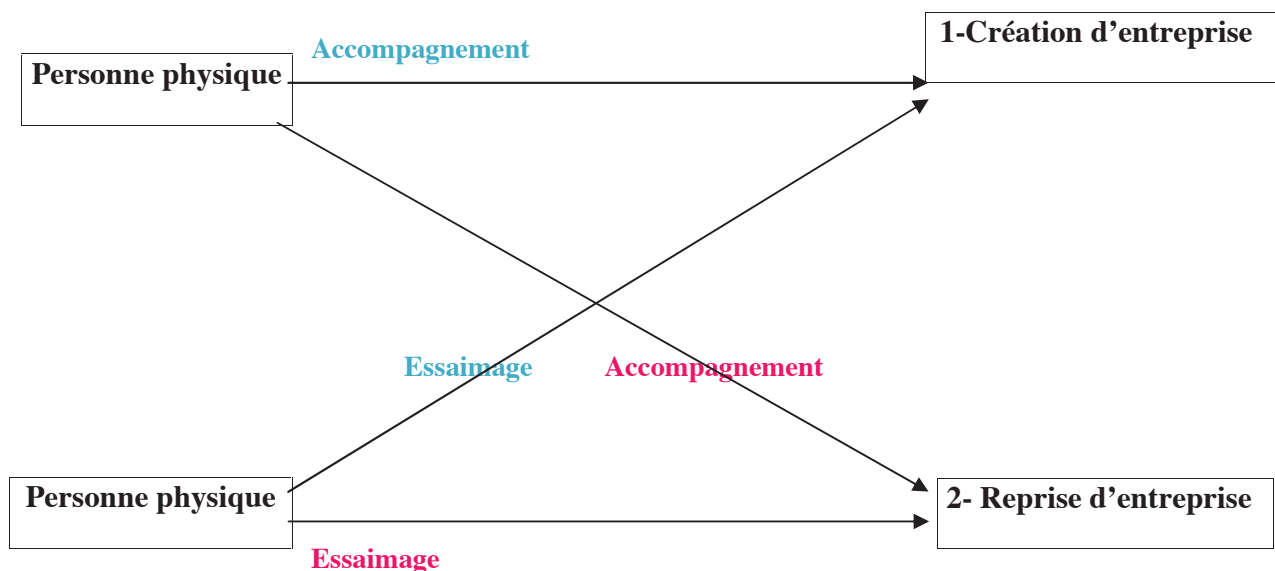 1-Création d’entreprise
Accompagnement
Personne physique
Essaimage
Accompagnement
Personne physique
2- Reprise d’entreprise
Essaimage